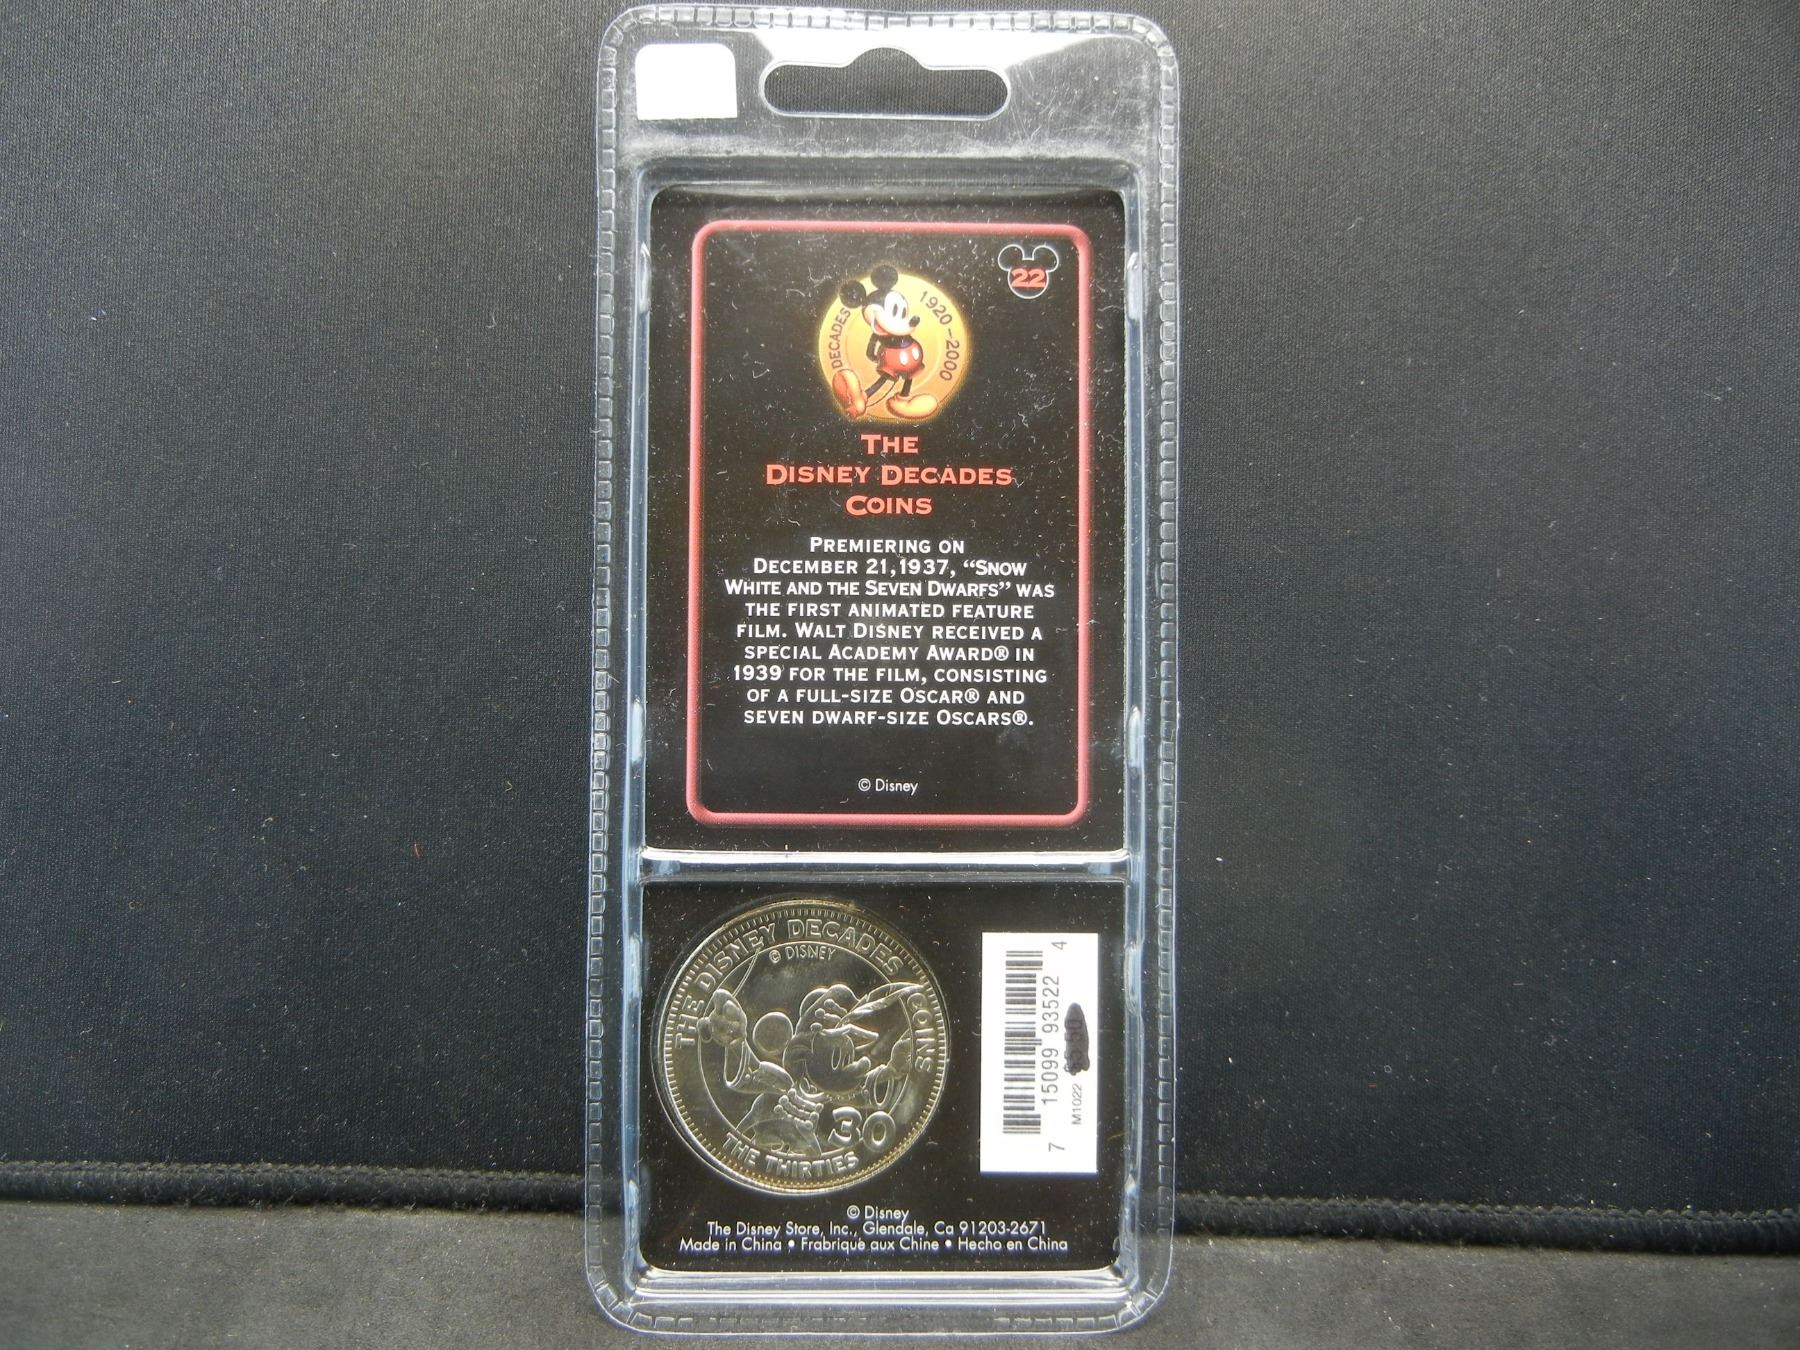 22
DECADES 1920-2000
THE
DISNEY DECADES
COINS
PREMIERING ON
DECEMBER 21,1937, “SNOW
WHITE AND THE SEVEN DWARFS” WAS
THE FIRST ANIMATED FEATURE
FILM. WALT DISNEY RECEIVED A
SPECIAL ACADEMY AWARD® IN
1939 FOR THE FILM, CONSISTING
OF A FULL-SIZE OSCAR® AND
SEVEN DWARF-SIZE OSCARS®.
© Disney
THE DISNEY DECADES COINS
© DISNEY
30
THE THIRTIES
7 15099 93522 4
M1022
© Disney
The Disney Store, Inc., Glendale, Ca 91203-2671
Made in China • Frabriqué aux Chine • Hecho en China